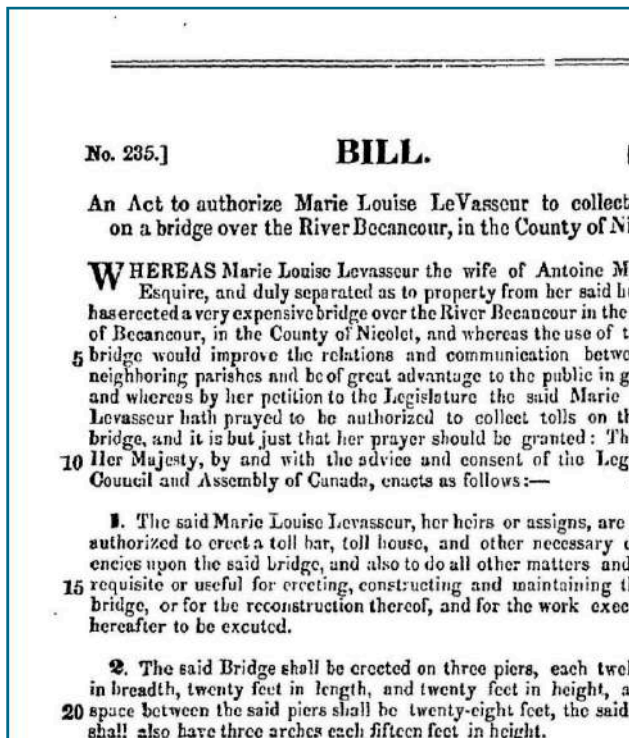 No. 235.] BILL. [
An Act to authorize Marie Louise LeVasseur to collect
on a bridge over the River Becancour, in the County of Ni
WHEREAS Marie Louise Levasseur the wife of Antoine M
Esquire, and duly separated as to property from her said h
has erected a very expensive bridge over the River Becancour in the
of Becancour, in the County of Nicolet, and whereas the use of t
5 bridge would improve the relations and communication betwe
neighboring parishes and be of great advantage to the public in g
and whereas by her petition to the Legislature the said Marie
Levasseur hath prayed to be authorized to collect tolls on th
bridge, and it is but just that her prayer should be granted: Th
10 Her Majesty, by and with the advice and consent of the Leg
Council and Assembly of Canada, enacts as follows:—
1. The said Marie Louise Levasseur, her heirs or assigns, are
authorized to erect a toll bar, toll house, and other necessary
encies upon the said bridge, and also to do all other matters and
15 requisite or useful for erecting, constructing and maintaining th
bridge, or for the reconstruction thereof, and for the work exec
hereafter to be excuted.
2. The said Bridge shall be erected on three piers, each twel
in breadth, twenty feet in length, and twenty feet in height, a
20 space between the said piers shall be twenty-eight feet, the said
shall also have three arches each fifteen feet in height.